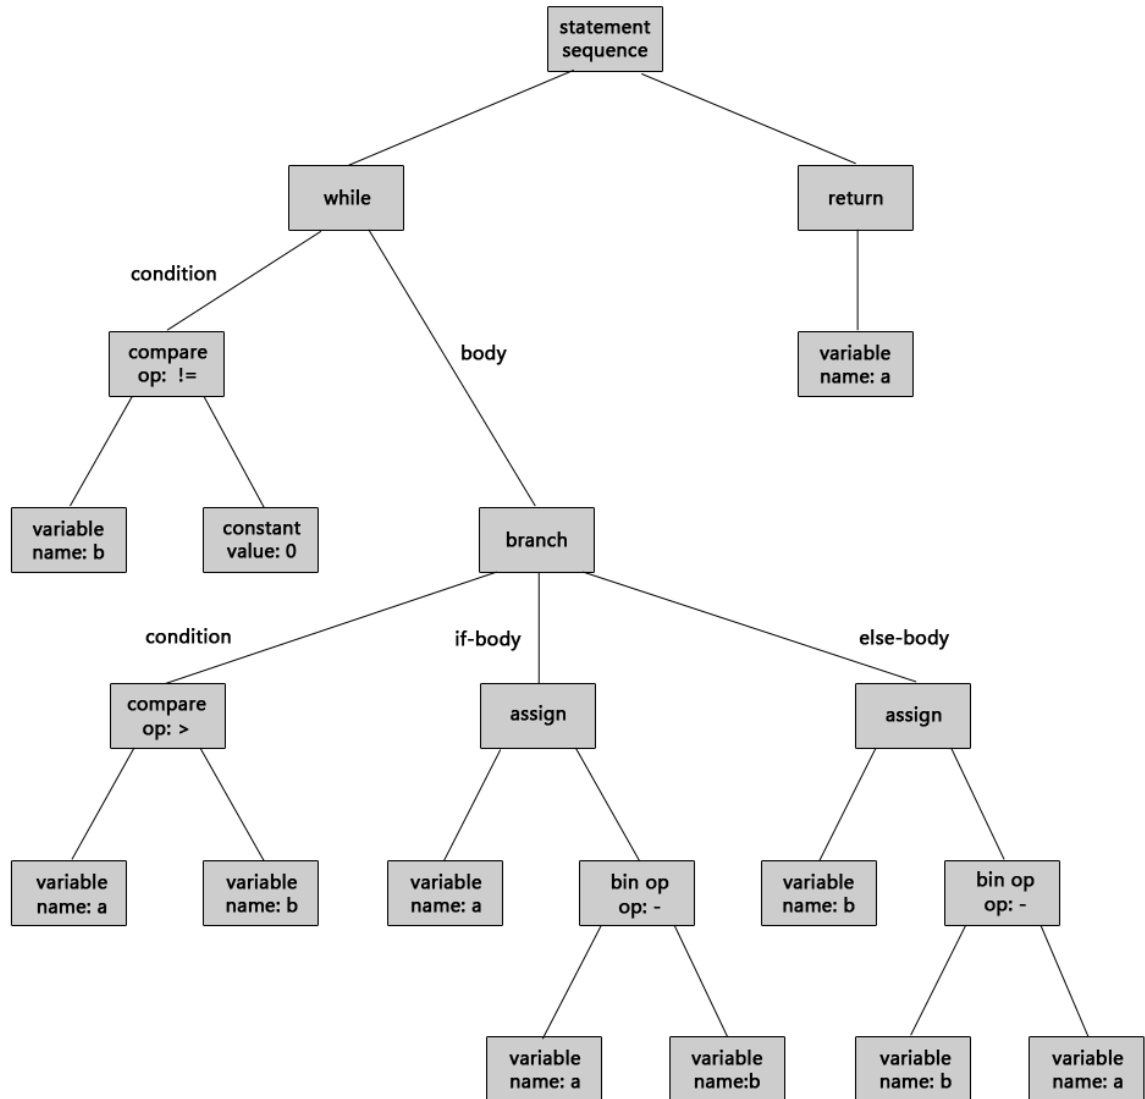 statement
sequence
while
return
condition
body
compare
op: !=
variable
name: a
variable
name: b
constant
value: 0
branch
condition
if-body
else-body
compare
op: >
assign
assign
variable
name: a
variable
name: b
variable
name: a
bin op
op: -
variable
name: b
bin op
op: -
variable
name: a
variable
name:b
variable
name: b
variable
name: a